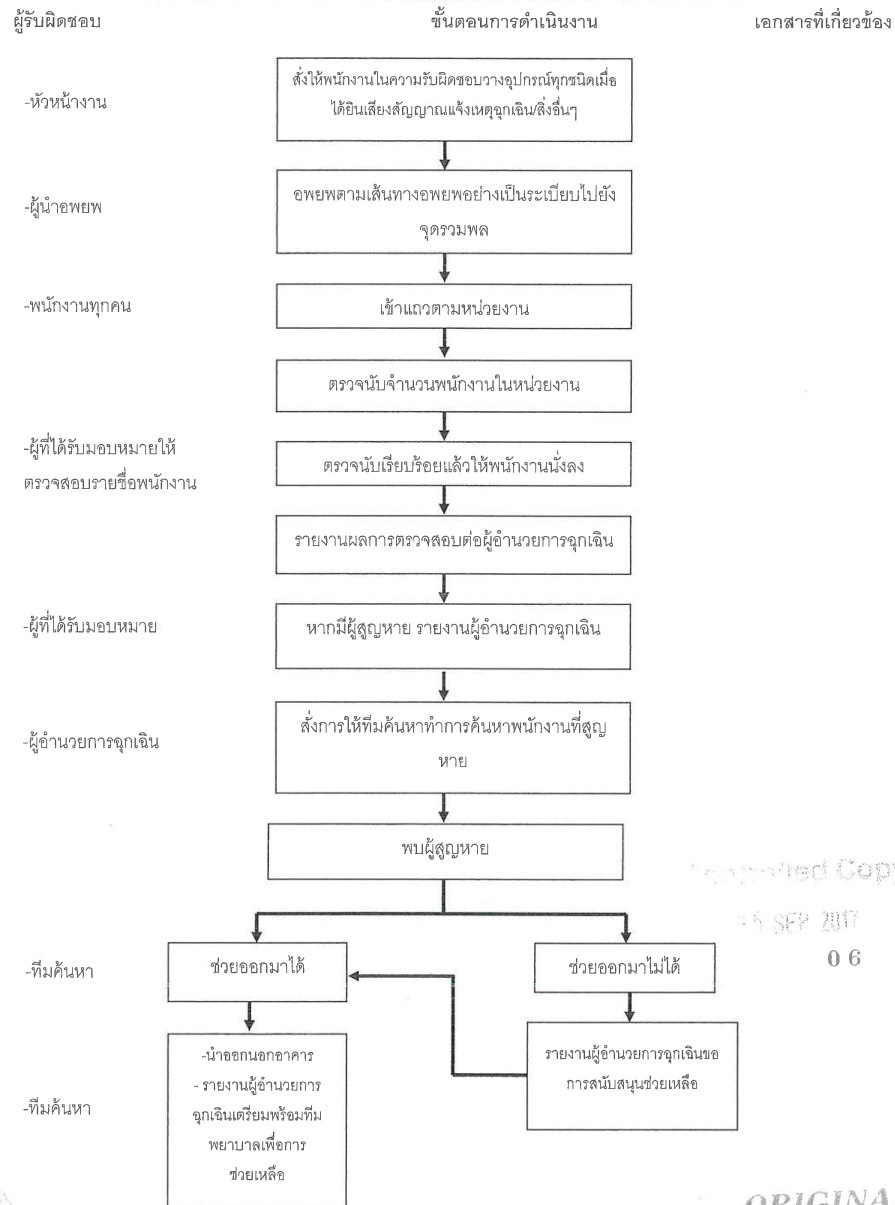 ผู้รับผิดชอบ ขั้นตอนการดำเนินงาน เอกสารที่เกี่ยวข้อง
-หัวหน้างาน
สั่งให้พนักงานในความรับผิดชอบวางอุปกรณ์ทุกชนิดเมื่อ
ได้ยินเสียงสัญญาณแจ้งเหตุฉุกเฉิน/สิ่งอื่นๆ
-ผู้นำอพยพ
อพยพตามเส้นทางอพยพอย่างเป็นระเบียบไปยัง
จุดรวมพล
-พนักงานทุกคน
เข้าแถวตามหน่วยงาน
ตรวจนับจำนวนพนักงานในหน่วยงาน
-ผู้ที่ได้รับมอบหมายให้
ตรวจสอบรายชื่อพนักงาน
ตรวจนับเรียบร้อยแล้วให้พนักงานนั่งลง
รายงานผลการตรวจสอบต่อผู้อำนวยการฉุกเฉิน
-ผู้ที่ได้รับมอบหมาย
หากมีผู้สูญหาย รายงานผู้อำนวยการฉุกเฉิน
-ผู้อำนวยการฉุกเฉิน
สั่งการให้ทีมค้นหาทำการค้นหาพนักงานที่สูญ
หาย
พบผู้สูญหาย
Copy
SEP 2017
0 6
-ทีมค้นหา
ช่วยออกมาได้
ช่วยออกมาไม่ได้
-ทีมค้นหา
-นำออกนอกอาคาร
- รายงานผู้อำนวยการ
ฉุกเฉินเตรียมพร้อมทีม
พยาบาลเพื่อการ
ช่วยเหลือ
รายงานผู้อำนวยการฉุกเฉินขอ
การสนับสนุนช่วยเหลือ
ORIGINA